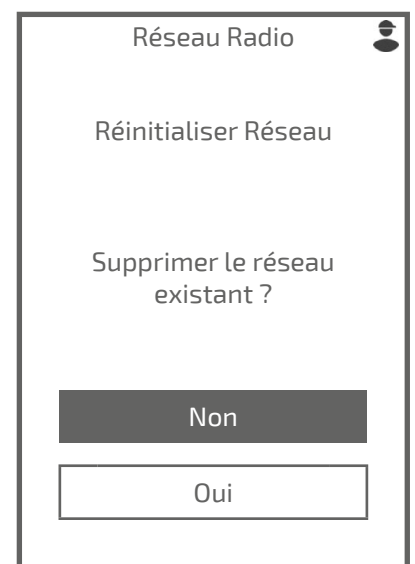 Réseau Radio
Réinitialiser Réseau
Supprimer le réseau
existant ?
Non
Oui